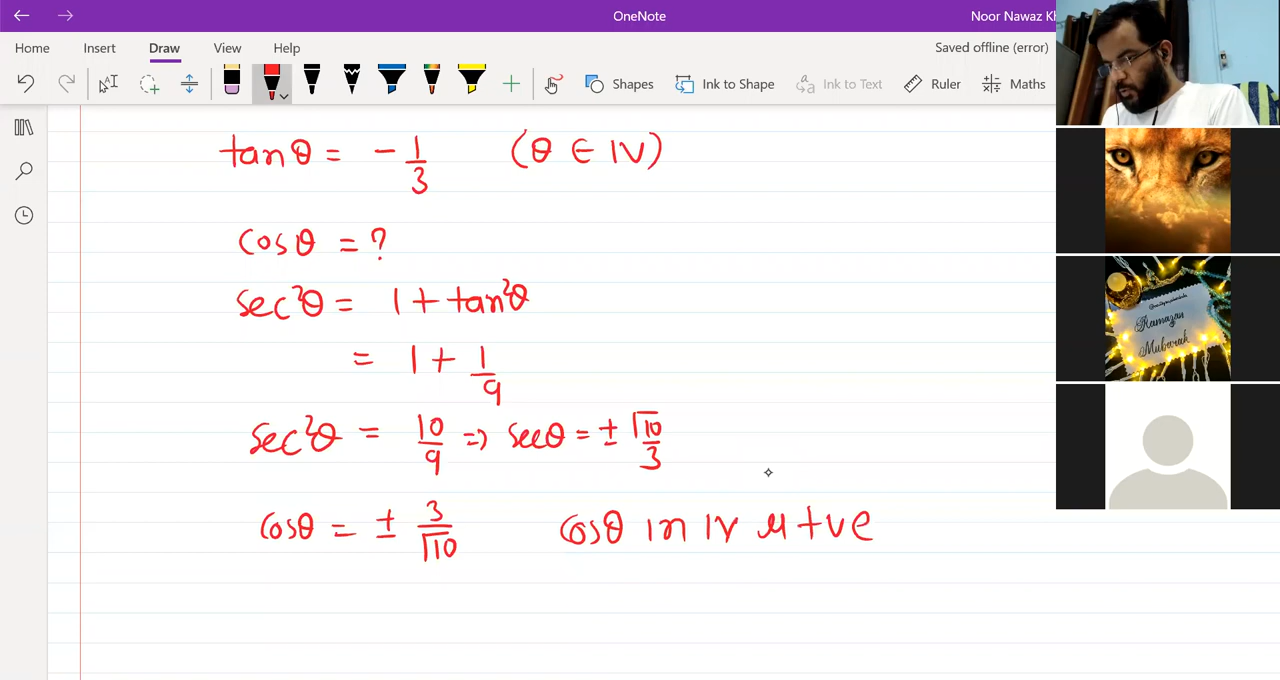 OneNote
Noor Nawaz Kh
Home Insert Draw View Help
Saved offline (error)
Shapes Ink to Shape Ink to Text Ruler Maths
tanθ = -1/3 (θ ∈ IV)
cosθ = ?
sec²θ = 1 + tan²θ
= 1 + 1/9
sec²θ = 10/9 => secθ = ± √10/3
cosθ = ± 3/√10 cosθ in IV is +ve
Ramazan
Mubarak